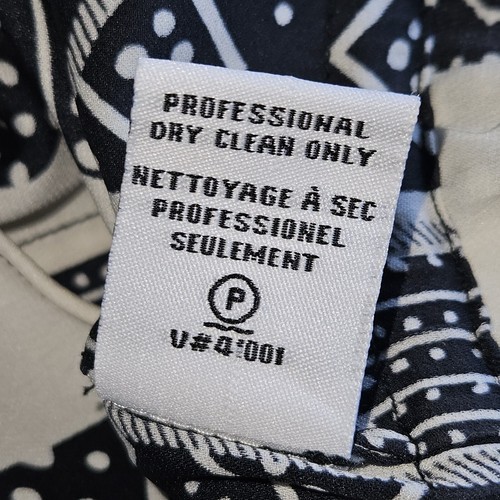 PROFESSIONAL
DRY CLEAN ONLY
NETTOYAGE À SEC
PROFESSIONEL
SEULEMENT
P
V#4:001